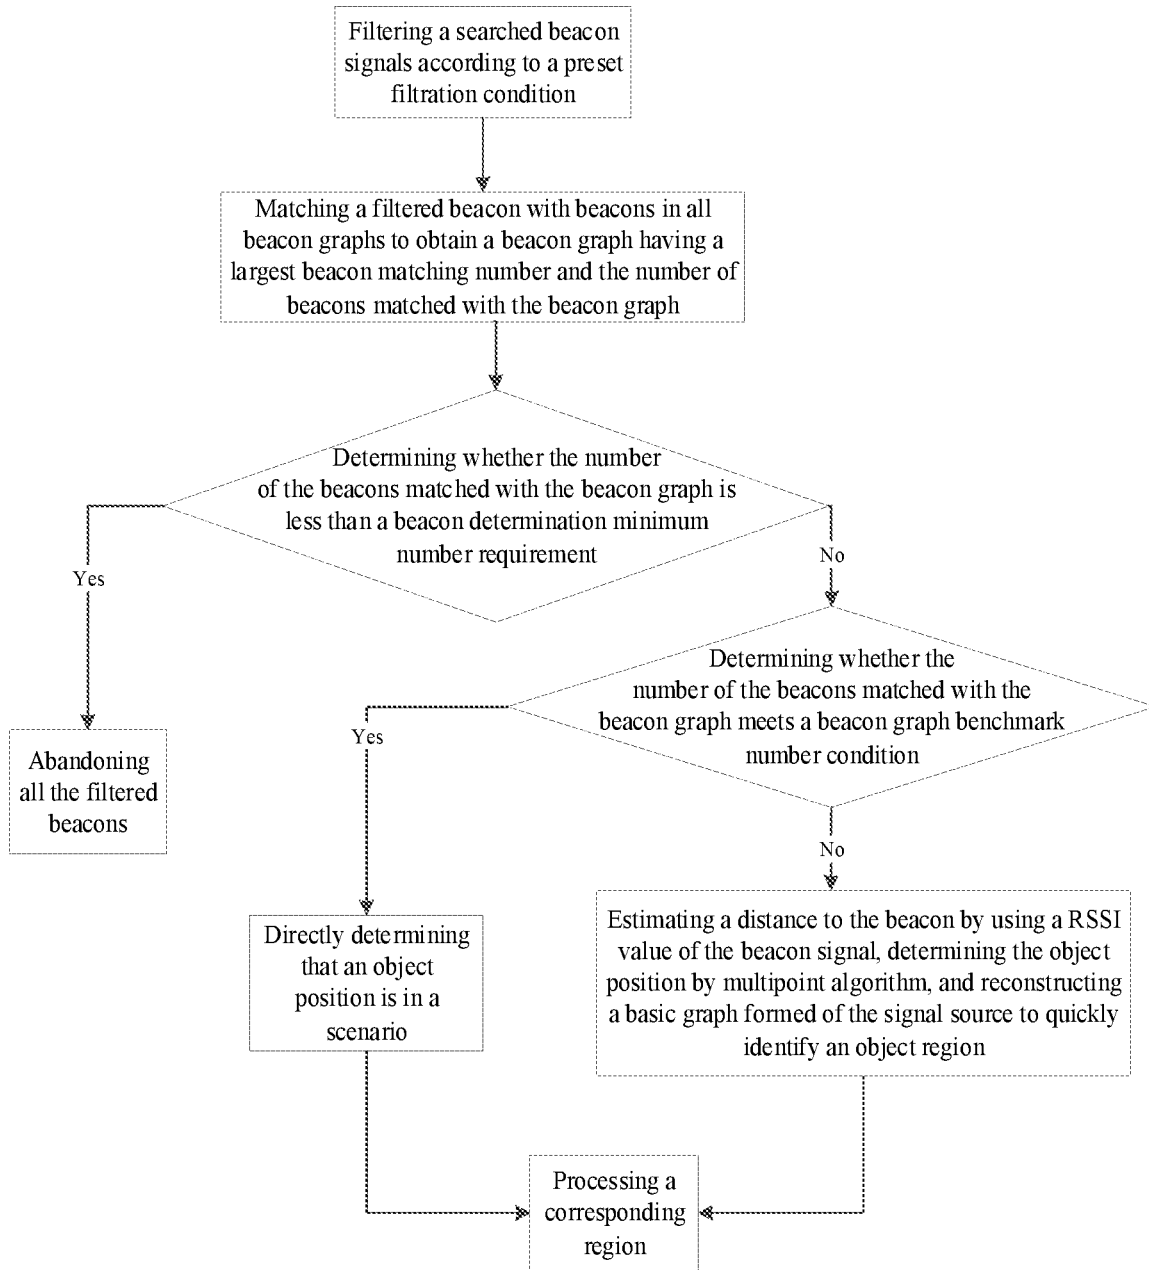 Filtering a searched beacon
signals according to a preset
filtration condition
Matching a filtered beacon with beacons in all
beacon graphs to obtain a beacon graph having a
largest beacon matching number and the number of
beacons matched with the beacon graph
Determining whether the number
of the beacons matched with the beacon graph is
less than a beacon determination minimum
number requirement
Yes
No
Determining whether the
number of the beacons matched with the
beacon graph meets a beacon graph benchmark
number condition
Abandoning
all the filtered
beacons
Yes
No
Directly determining
that an object
position is in a
scenario
Estimating a distance to the beacon by using a RSSI
value of the beacon signal, determining the object
position by multipoint algorithm, and reconstructing
a basic graph formed of the signal source to quickly
identify an object region
Processing a
corresponding
region